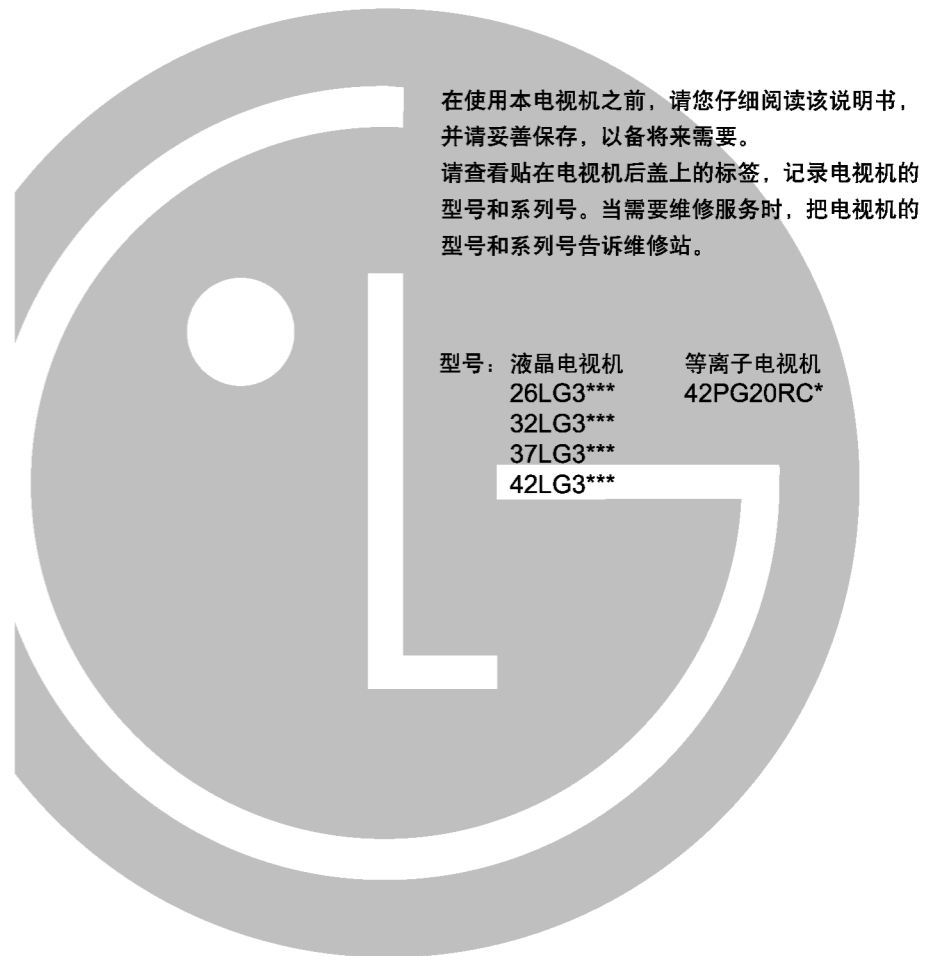 在使用本电视机之前，请您仔细阅读该说明书，
并请妥善保存，以备将来需要。
请查看贴在电视机后盖上的标签，记录电视机的
型号和系列号。当需要维修服务时，把电视机的
型号和系列号告诉维修站。
型号：液晶电视机 等离子电视机
26LG3*** 42PG20RC*
32LG3***
37LG3***
42LG3***